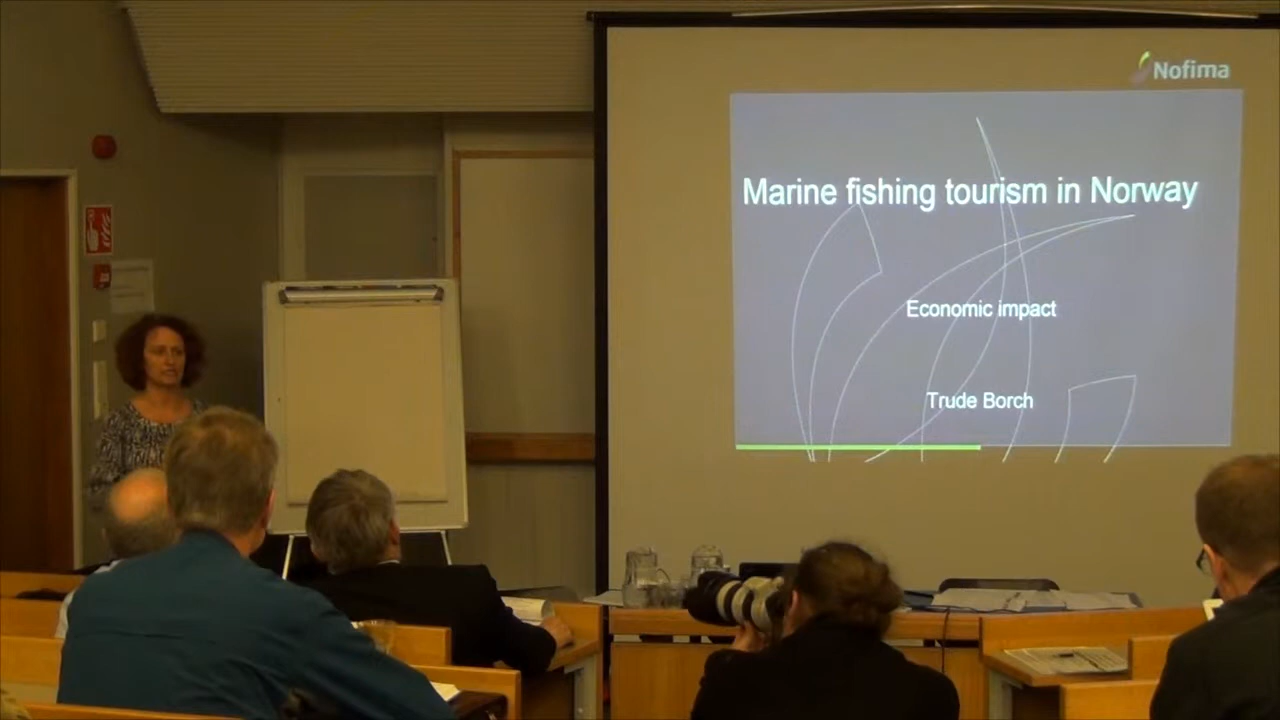 Nofima
Marine fishing tourism in Norway
Economic impact
Trude Borch